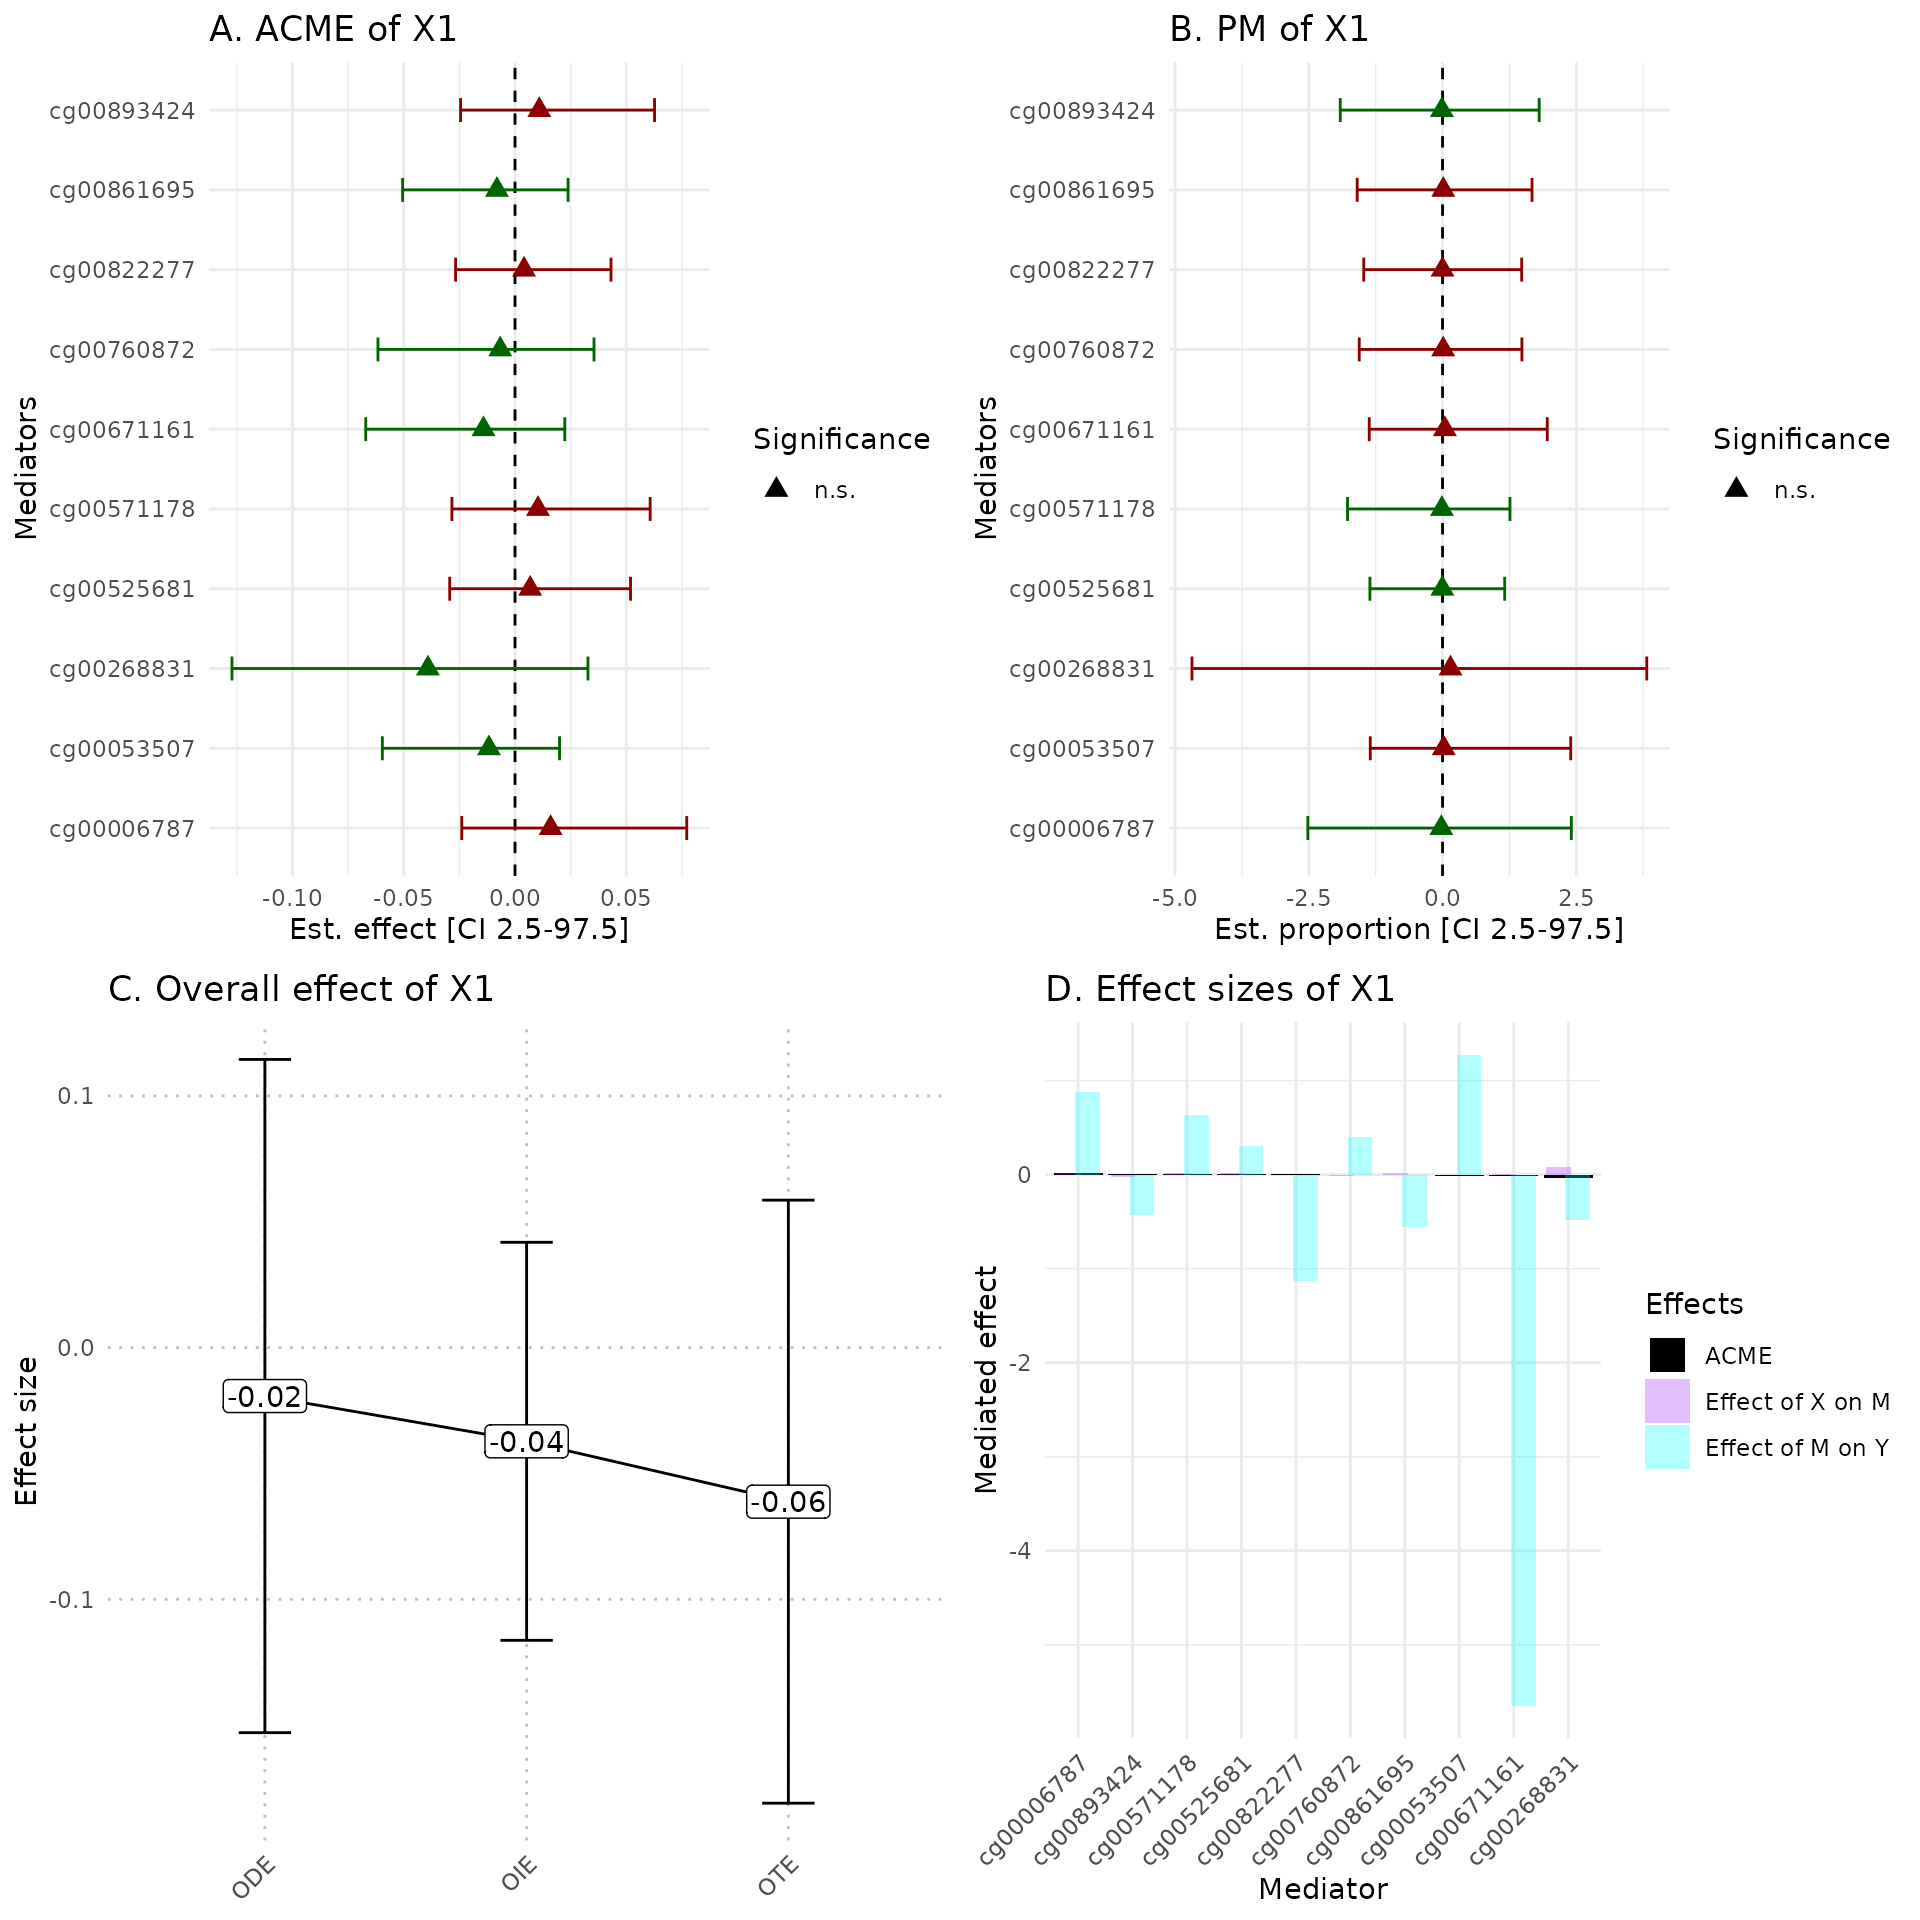 A. ACME of X1
cg00893424
cg00861695
cg00822277
cg00760872
cg00671161
cg00571178
cg00525681
cg00268831
cg00053507
cg00006787
Mediators
-0.10 -0.05 0.00 0.05
Est. effect [CI 2.5-97.5]
Significance
n.s.
B. PM of X1
cg00893424
cg00861695
cg00822277
cg00760872
cg00671161
cg00571178
cg00525681
cg00268831
cg00053507
cg00006787
Mediators
-5.0 -2.5 0.0 2.5
Est. proportion [CI 2.5-97.5]
Significance
n.s.
C. Overall effect of X1
0.1
0.0
-0.1
Effect size
-0.02
-0.04
-0.06
ODE OIE OTE
D. Effect sizes of X1
0
-2
-4
Mediated effect
cg00006787 cg00893424 cg00571178 cg00525681 cg00822277 cg00760872 cg00861695 cg00053507 cg00671161 cg00268831
Mediator
Effects
ACME
Effect of X on M
Effect of M on Y